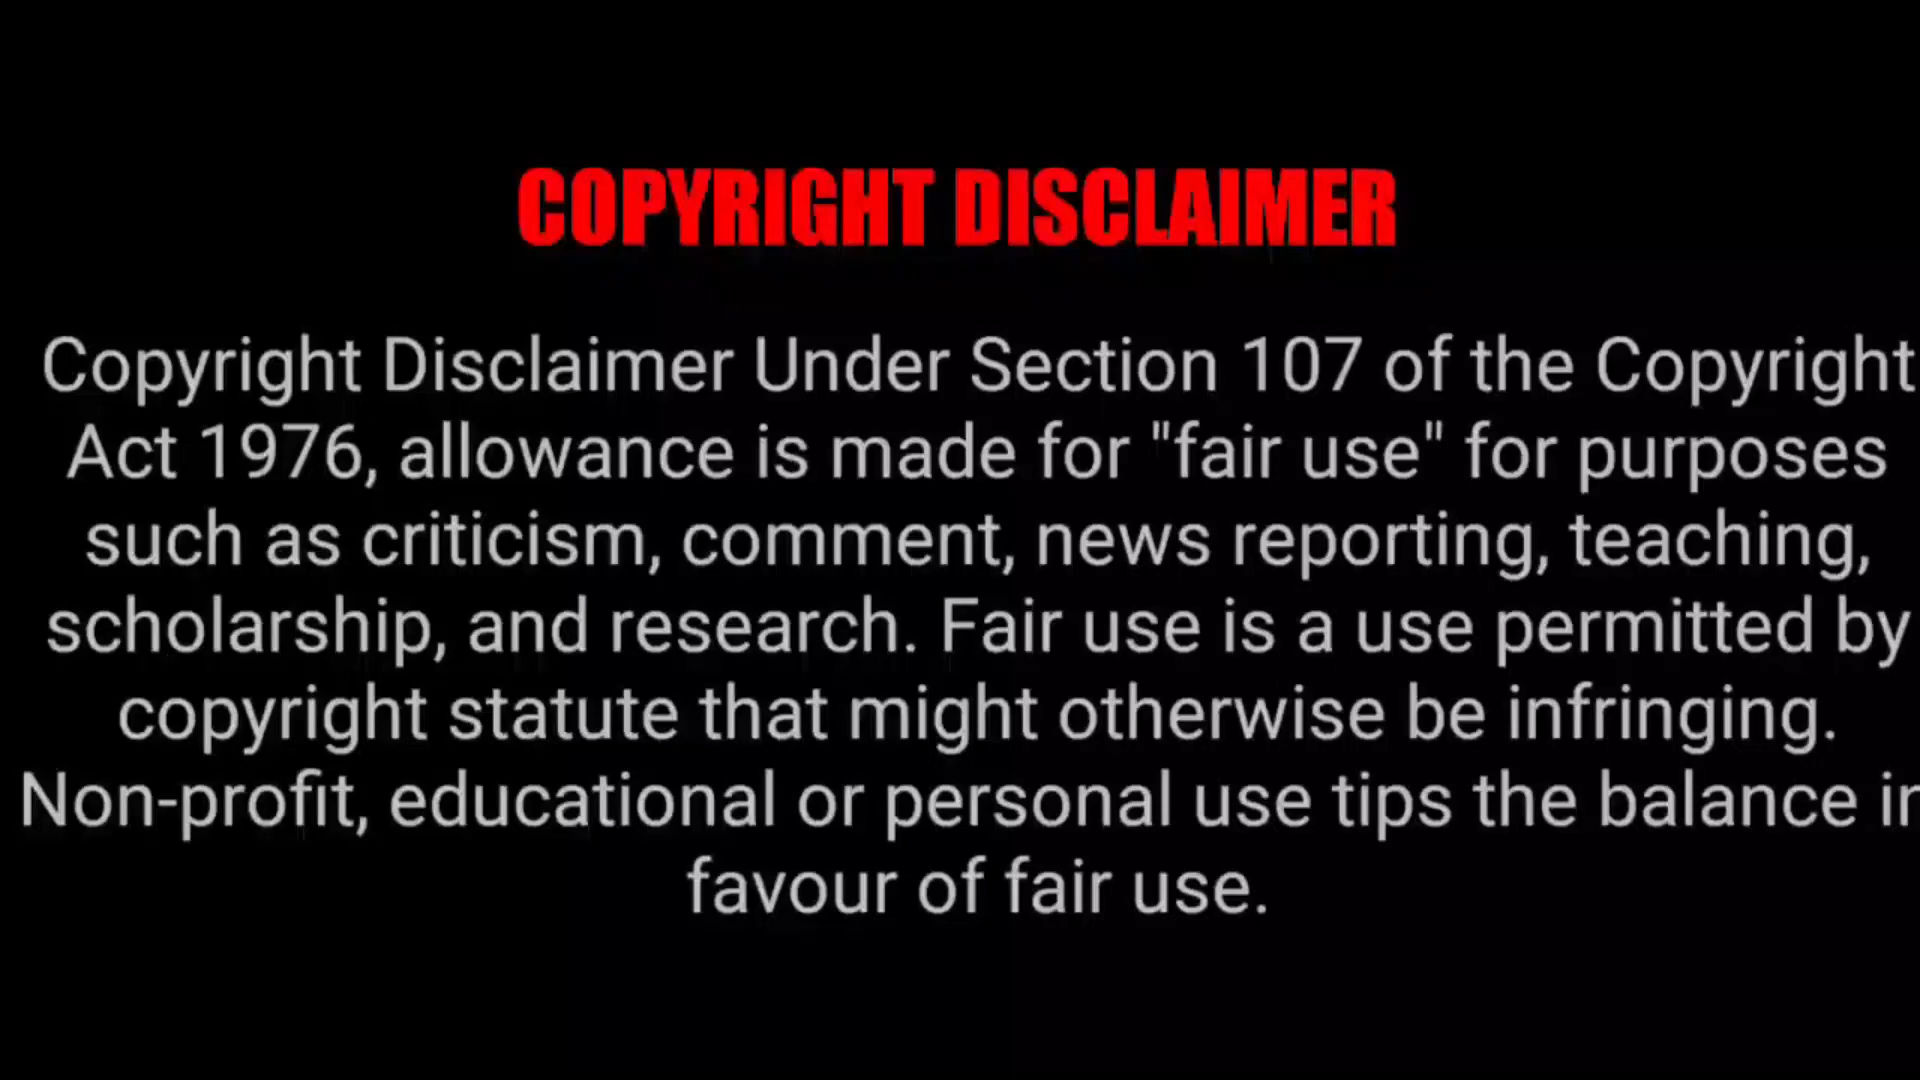 COPYRIGHT DISCLAIMER
Copyright Disclaimer Under Section 107 of the Copyright
Act 1976, allowance is made for "fair use" for purposes
such as criticism, comment, news reporting, teaching,
scholarship, and research. Fair use is a use permitted by
copyright statute that might otherwise be infringing.
Non-profit, educational or personal use tips the balance in
favour of fair use.